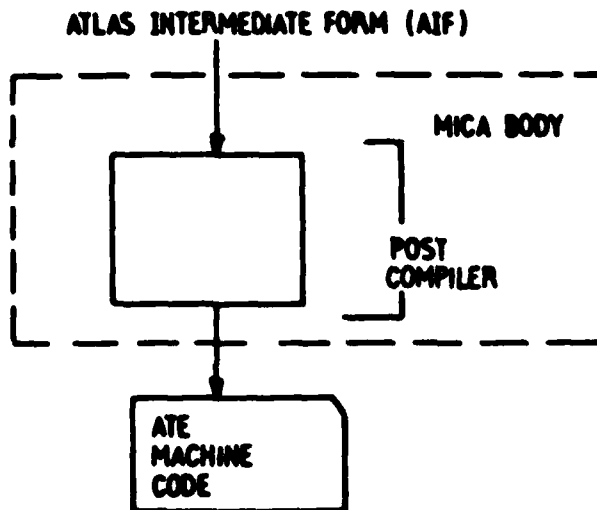 ATLAS INTERMEDIATE FORM (AIF)
MICA BODY
POST
COMPILER
ATE
MACHINE
CODE